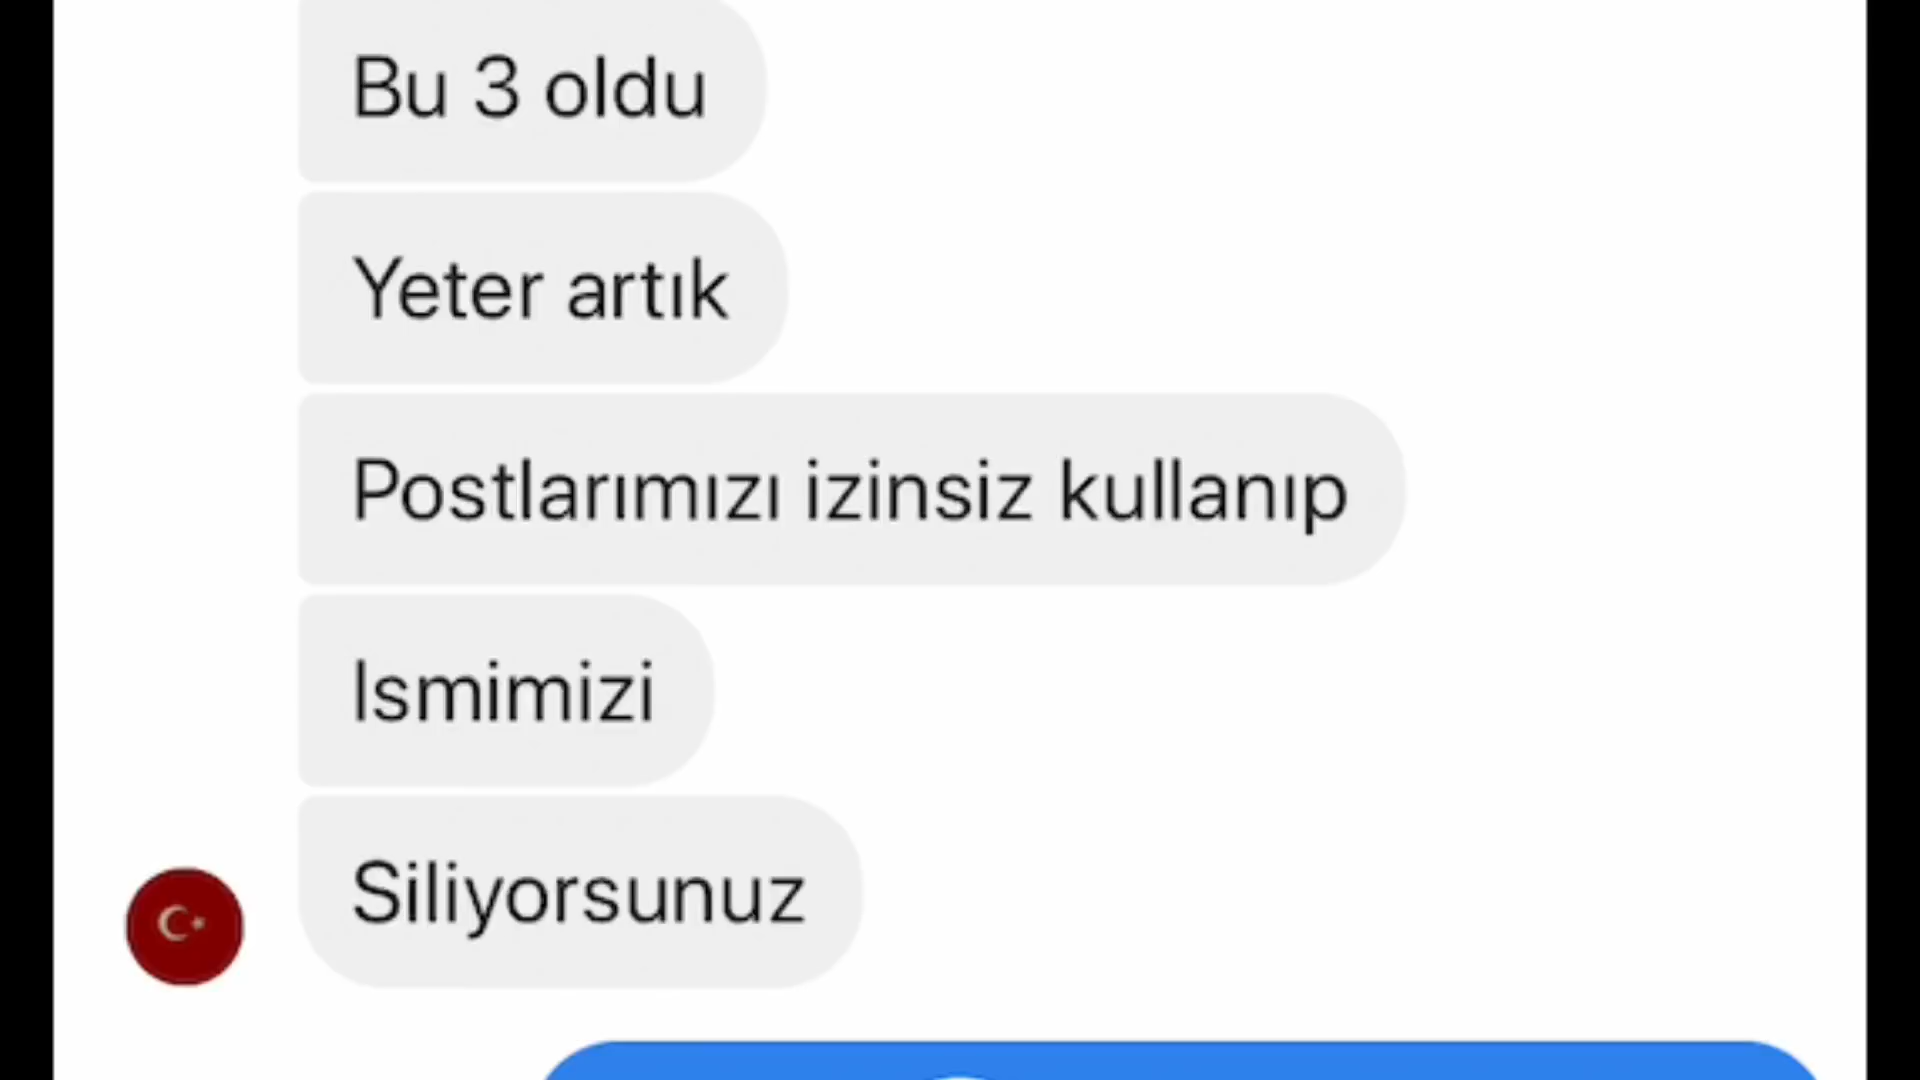 Bu 3 oldu
Yeter artık
Postlarımızı izinsiz kullanıp
Ismimizi
Siliyorsunuz